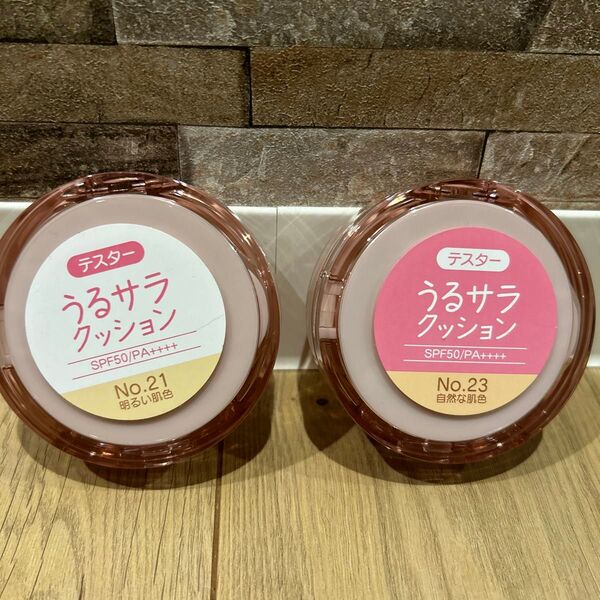 テスター
うるサラ
クッション
SPF50/PA++++
No.21
明るい肌色
テスター
うるサラ
クッション
SPF50/PA++++
No.23
自然な肌色